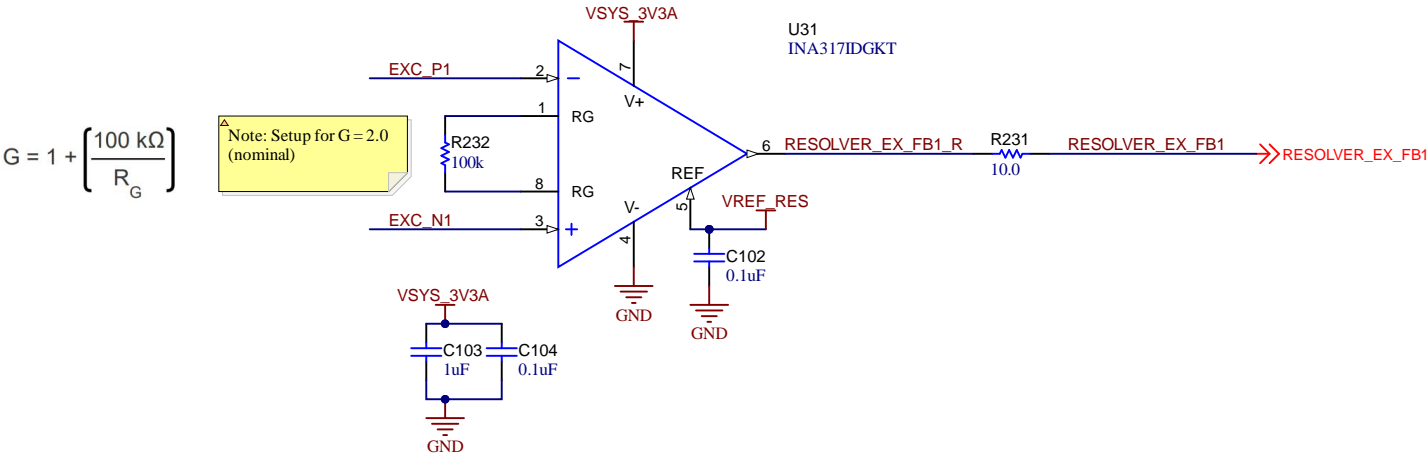 VSYS_3V3A
U31
INA317IDGKT
EXC_P1
2
7
−
V+
1
RG
G = 1 + (100 kΩ / R_G)
Note: Setup for G = 2.0
(nominal)
R232
100k
6
RESOLVER_EX_FB1_R
R231
10.0
RESOLVER_EX_FB1
RESOLVER_EX_FB1
8
RG
REF
EXC_N1
3
+
V-
4
5
VREF_RES
C102
0.1uF
GND
GND
VSYS_3V3A
C103
1uF
C104
0.1uF
GND